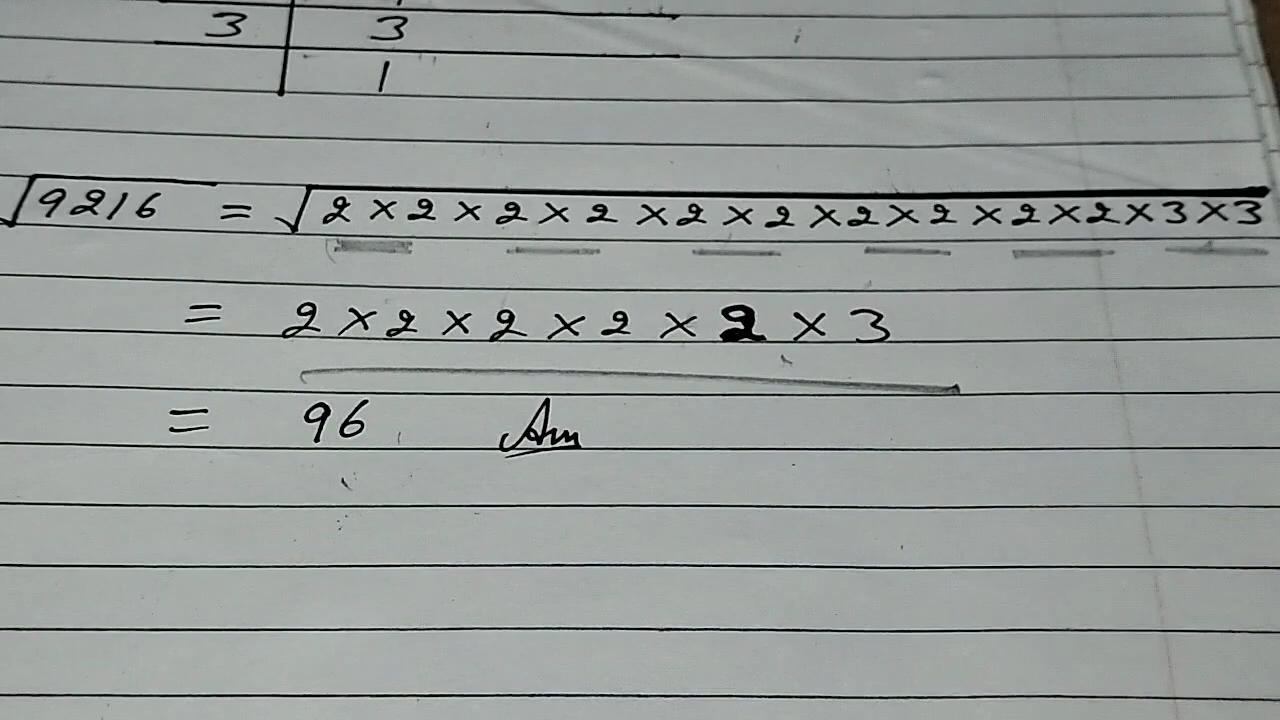 3 | 3
1
√9216 = √2 × 2 × 2 × 2 × 2 × 2 × 2 × 2 × 2 × 2 × 3 × 3
= 2 × 2 × 2 × 2 × 2 × 3
= 96 Ans